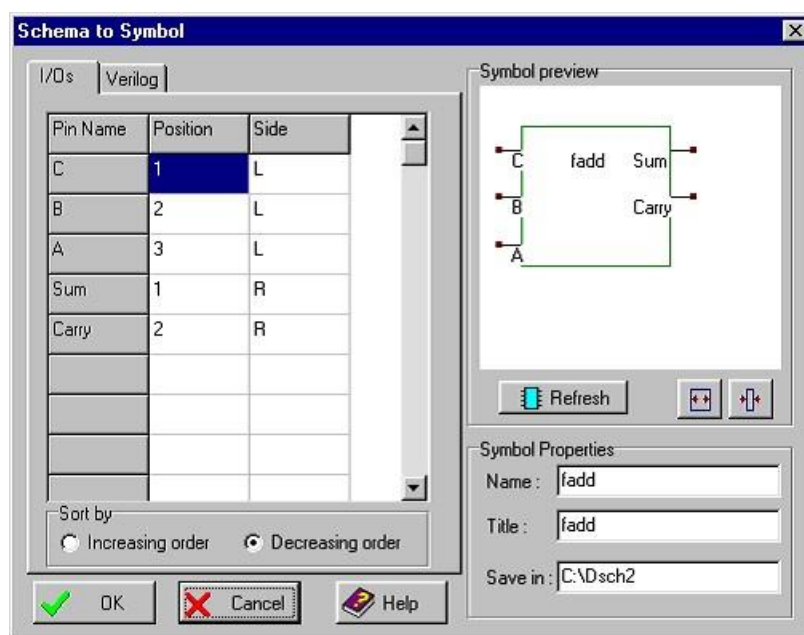 Schema to Symbol
I/Os Verilog
Pin Name Position Side
C 1 L
B 2 L
A 3 L
Sum 1 R
Carry 2 R
Sort by
Increasing order Decreasing order
OK Cancel Help
Symbol preview
C fadd Sum
B Carry
A
Refresh
Symbol Properties
Name : fadd
Title : fadd
Save in : C:\Dsch2